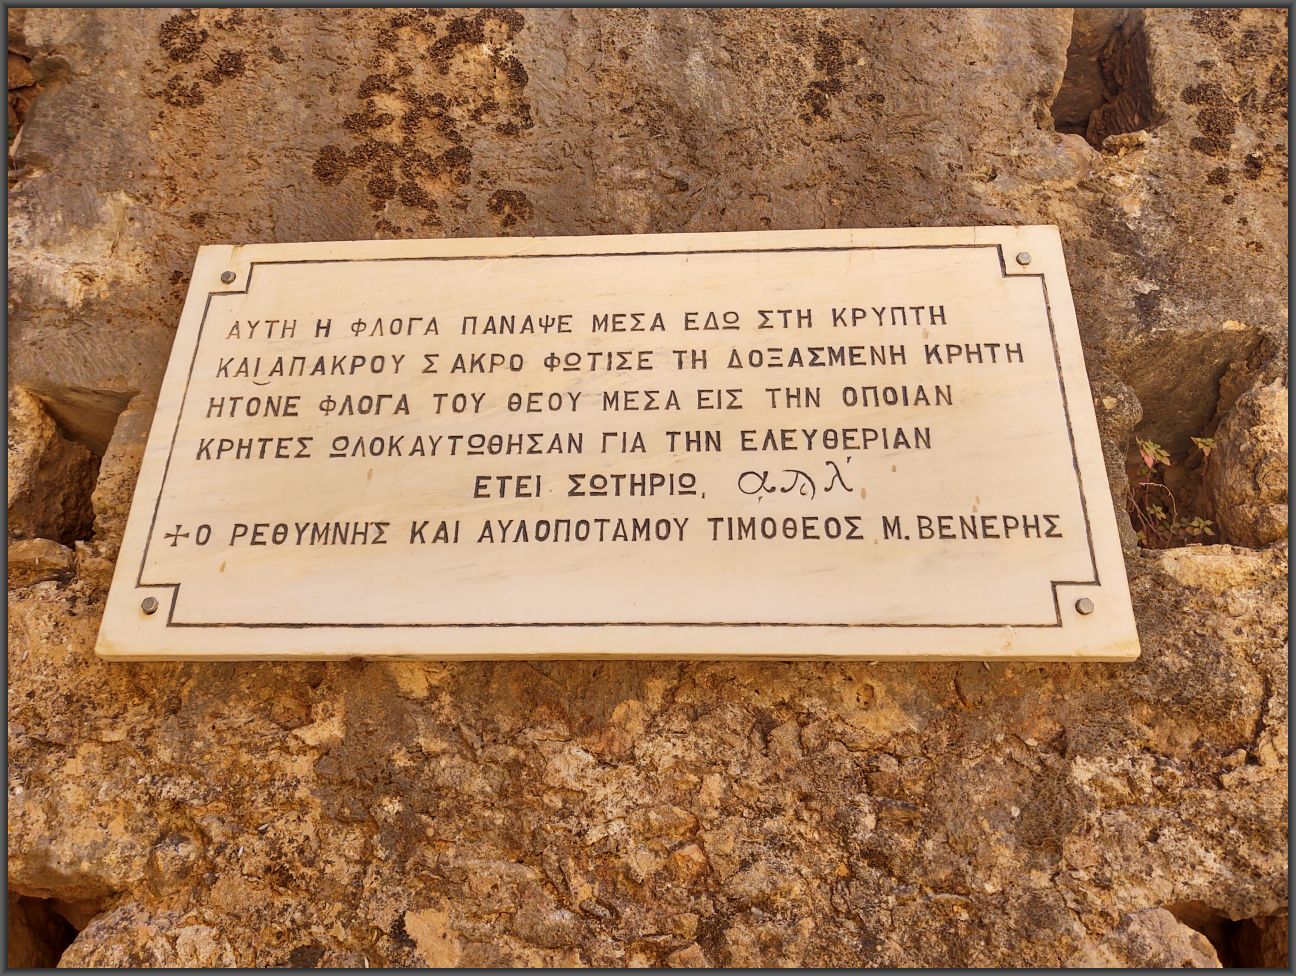 ΑΥΤΗ Η ΦΛΟΓΑ ΠΑΝΑΨΕ ΜΕΣΑ ΕΔΩ ΣΤΗ ΚΡΥΠΤΗ
ΚΑΙ ΑΠΑΚΡΟΥ Σ ΑΚΡΟ ΦΩΤΙΣΕ ΤΗ ΔΟΞΑΣΜΕΝΗ ΚΡΗΤΗ
ΗΤΟΝΕ ΦΛΟΓΑ ΤΟΥ ΘΕΟΥ ΜΕΣΑ ΕΙΣ ΤΗΝ ΟΠΟΙΑΝ
ΚΡΗΤΕΣ ΩΛΟΚΑΥΤΩΘΗΣΑΝ ΓΙΑ ΤΗΝ ΕΛΕΥΘΕΡΙΑΝ
ΕΤΕΙ ΣΩΤΗΡΙΩ͵
✢Ο ΡΕΘΥΜΝΗΣ ΚΑΙ ΑΥΛΟΠΟΤΑΜΟΥ ΤΙΜΟΘΕΟΣ Μ. ΒΕΝΕΡΗΣ